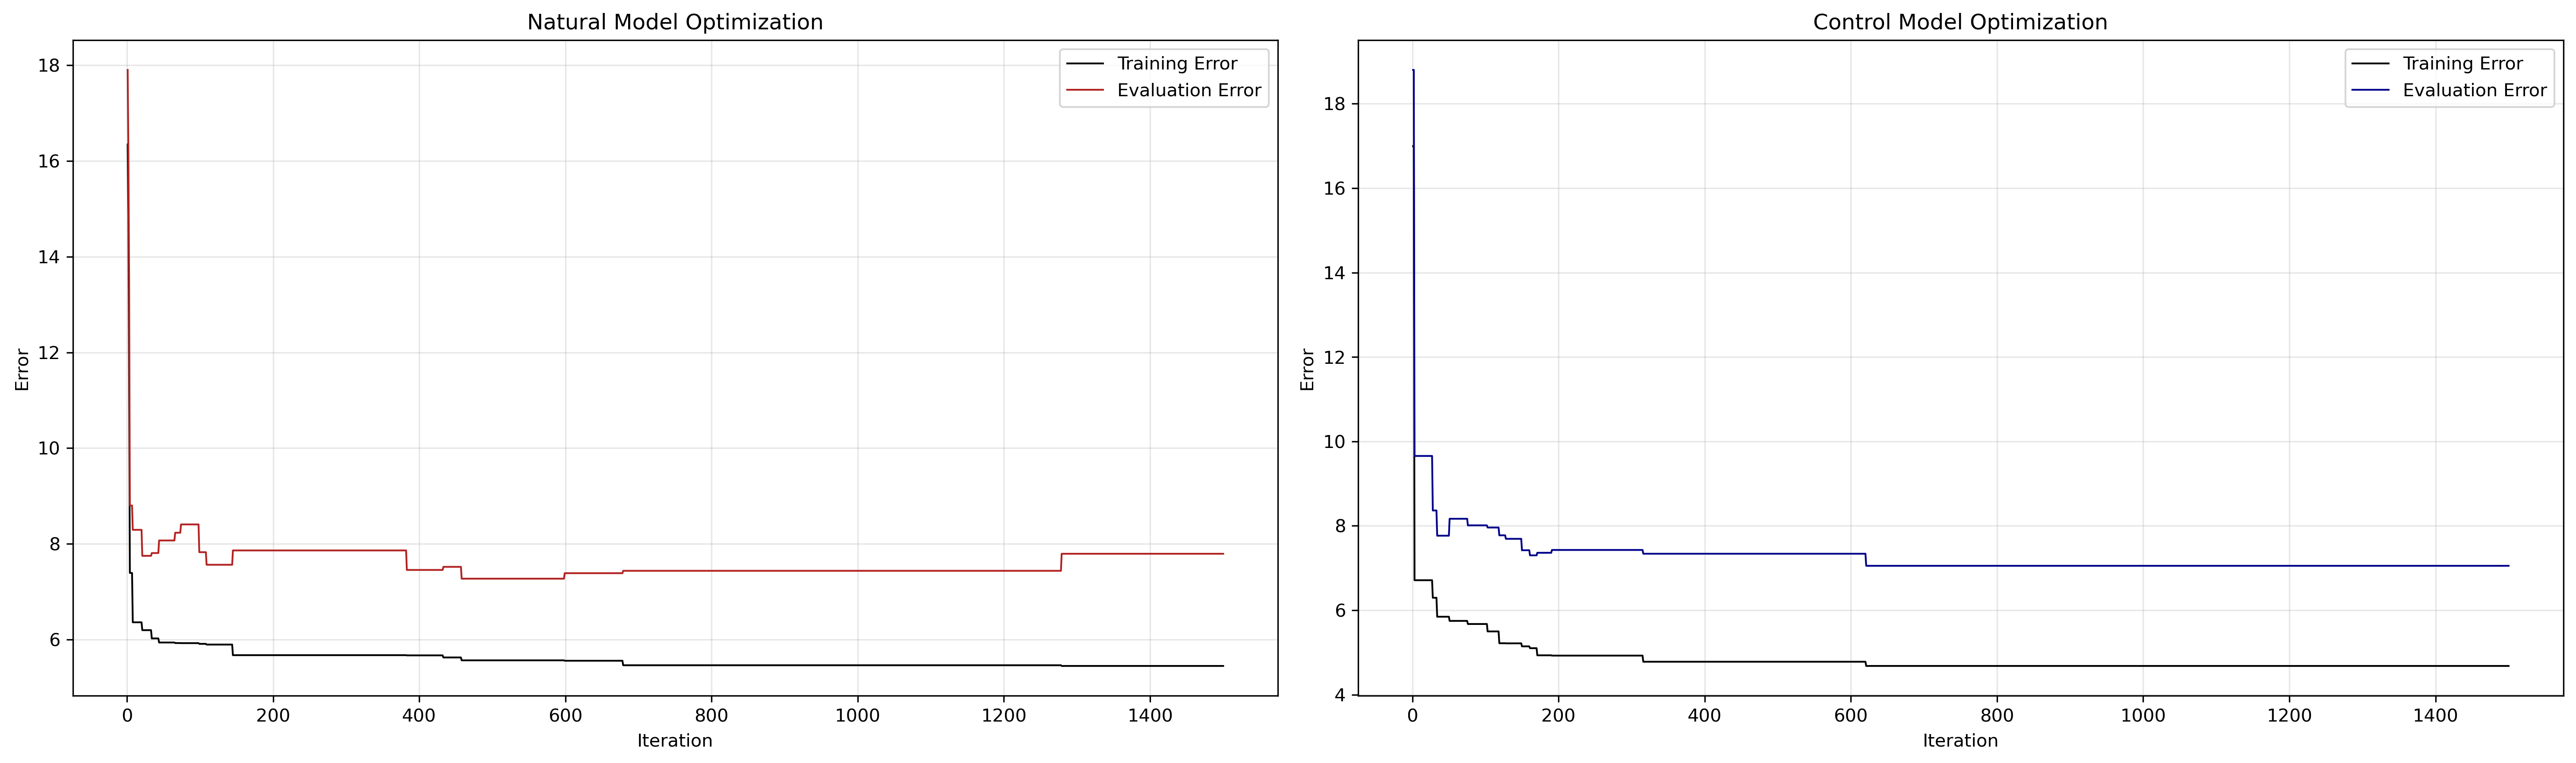 Natural Model Optimization
Training Error
Evaluation Error
18
16
14
12
10
8
6
Error
0 200 400 600 800 1000 1200 1400
Iteration
Control Model Optimization
Training Error
Evaluation Error
18
16
14
12
10
8
6
4
Error
0 200 400 600 800 1000 1200 1400
Iteration